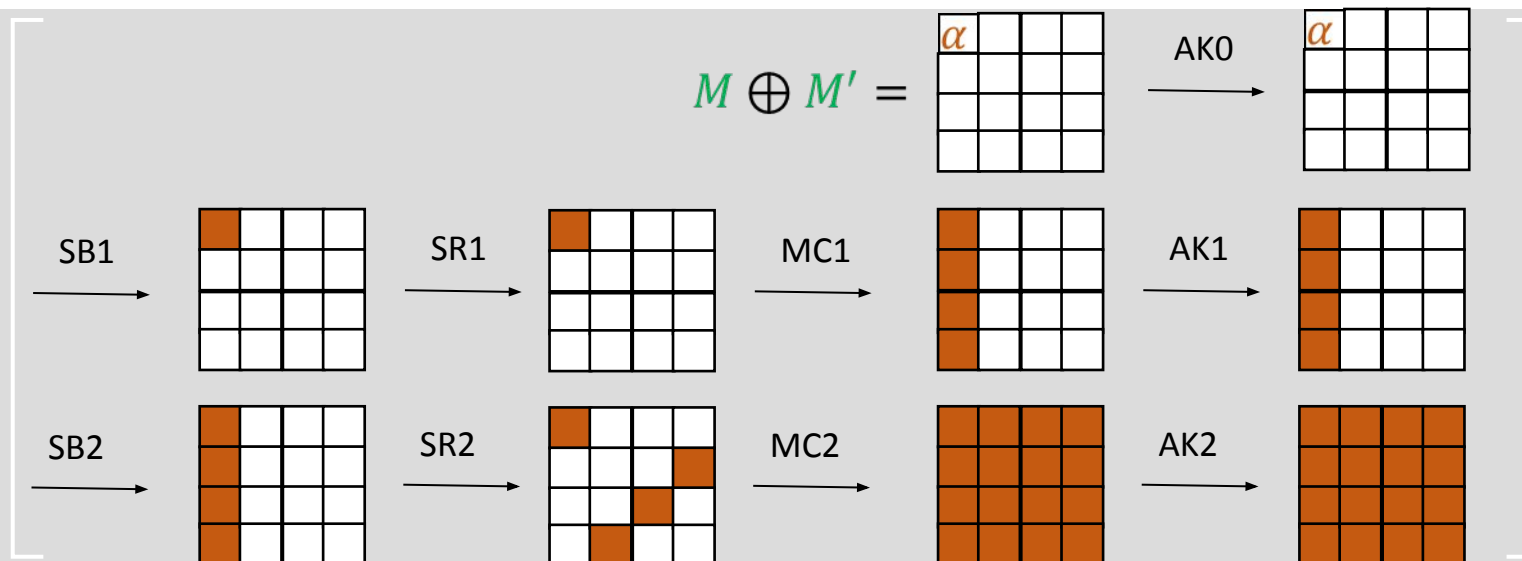 M ⊕ M′ = α AK0 α
SB1 SR1 MC1 AK1
SB2 SR2 MC2 AK2